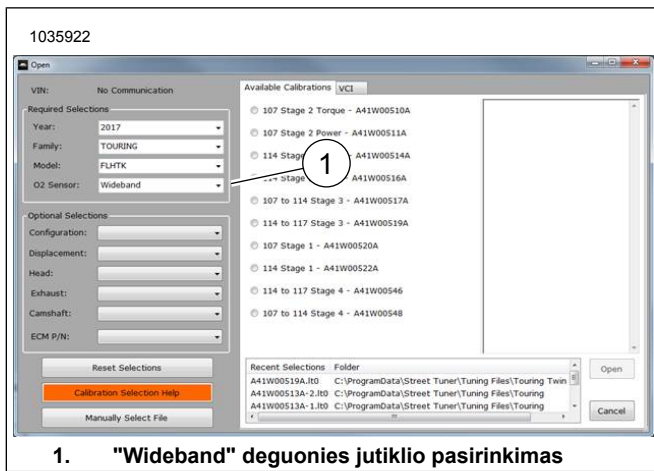 1035922
Open
VIN: No Communication
Required Selections
Year: 2017
Family: TOURING
Model: FLHTK
O2 Sensor: Wideband
Optional Selections
Configuration:
Displacement:
Head:
Exhaust:
Camshaft:
ECM P/N:
Reset Selections
Calibration Selection Help
Manually Select File
Available Calibrations VCI
107 Stage 2 Torque - A41W00510A
107 Stage 2 Power - A41W00511A
114 Stage - A41W00514A
114 Stage A41W00516A
107 to 114 Stage 3 - A41W00517A
114 to 117 Stage 3 - A41W00519A
107 Stage 1 - A41W00520A
114 Stage 1 - A41W00522A
114 to 117 Stage 4 - A41W00546
107 to 114 Stage 4 - A41W00548
1
Recent Selections Folder
A41W00519A.lt0 C:\ProgramData\Street Tuner\Tuning Files\Touring Twin
A41W00513A-2.lt0 C:\ProgramData\Street Tuner\Tuning Files\Touring
A41W00513A-1.lt0 C:\ProgramData\Street Tuner\Tuning Files\Touring
Open
Cancel
1. "Wideband" deguonies jutiklio pasirinkimas